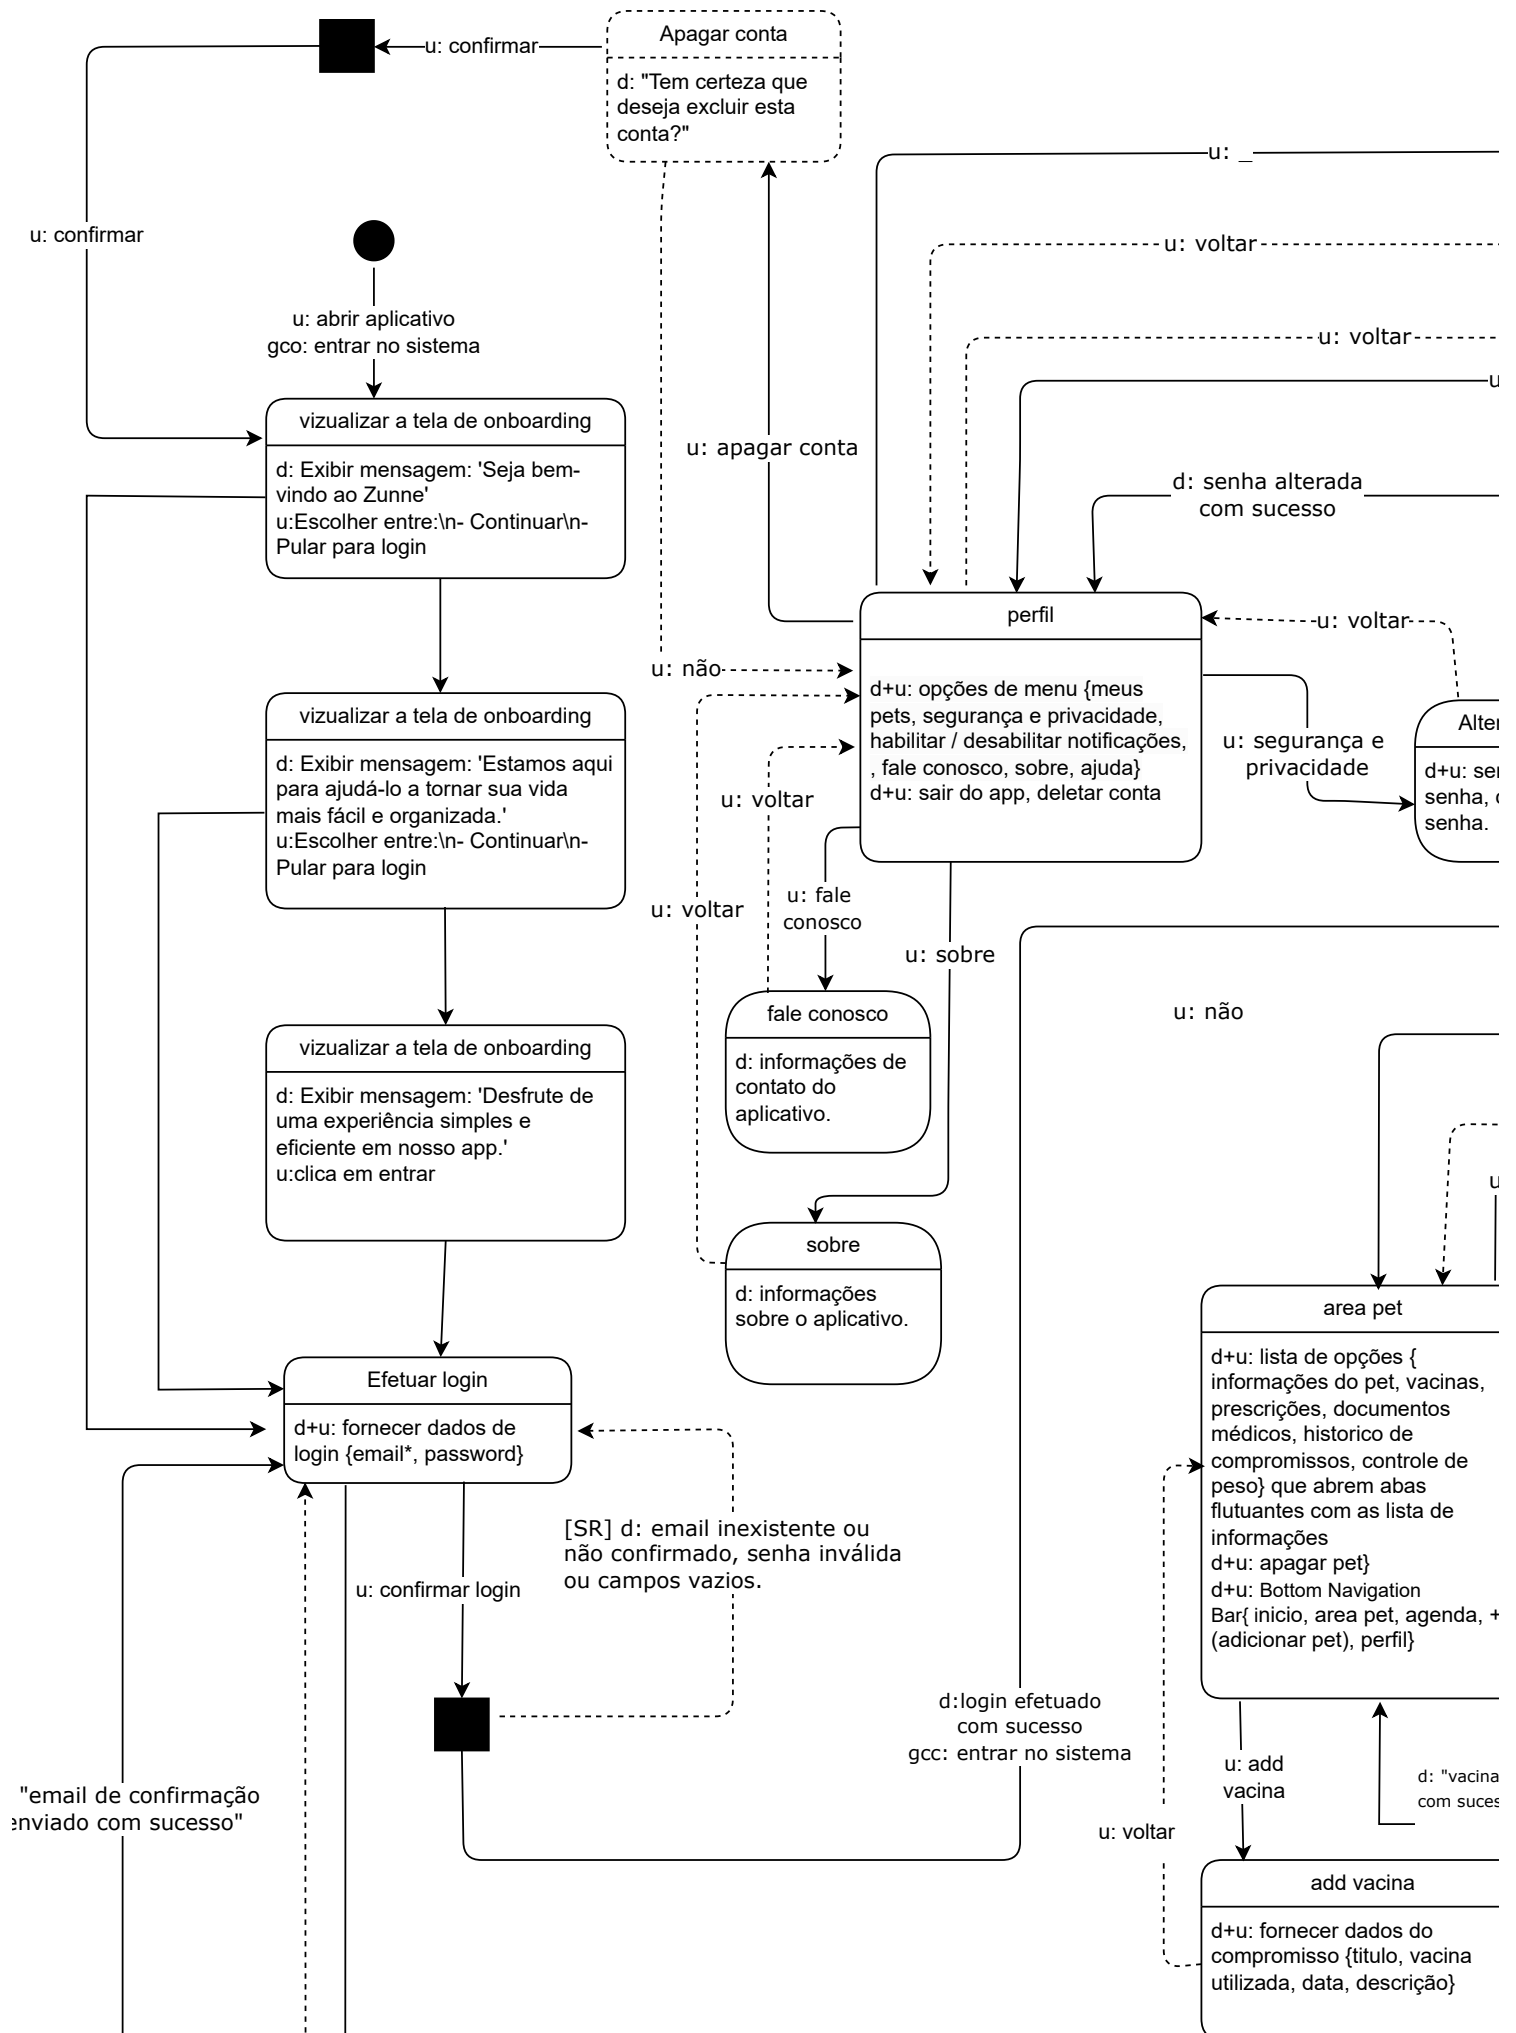 u: confirmar
Apagar conta
d: "Tem certeza que
deseja excluir esta
conta?"
u: _
u: confirmar
u: voltar
u: abrir aplicativo
gco: entrar no sistema
u: voltar
u
vizualizar a tela de onboarding
d: Exibir mensagem: 'Seja bem-
vindo ao Zunne'
u:Escolher entre:\n- Continuar\n-
Pular para login
u: apagar conta
d: senha alterada
com sucesso
perfil
d+u: opções de menu {meus
pets, segurança e privacidade,
habilitar / desabilitar notificações,
, fale conosco, sobre, ajuda}
d+u: sair do app, deletar conta
u: voltar
u: não
u: segurança e
privacidade
d+u:
senha,
senha.
vizualizar a tela de onboarding
d: Exibir mensagem: 'Estamos aqui
para ajudá-lo a tornar sua vida
mais fácil e organizada.'
u:Escolher entre:\n- Continuar\n-
Pular para login
u: voltar
u: voltar
u: fale
conosco
u: sobre
fale conosco
d: informações de
contato do
aplicativo.
u: não
vizualizar a tela de onboarding
d: Exibir mensagem: 'Desfrute de
uma experiência simples e
eficiente em nosso app.'
u:clica em entrar
u
sobre
d: informações
sobre o aplicativo.
area pet
d+u: lista de opções {
informações do pet, vacinas,
prescrições, documentos
médicos, historico de
compromissos, controle de
peso} que abrem abas
flutuantes com as lista de
informações
d+u: apagar pet}
d+u: Bottom Navigation
Bar{ inicio, area pet, agenda, +
(adicionar pet), perfil}
Efetuar login
d+u: fornecer dados de
login {email*, password}
[SR] d: email inexistente ou
não confirmado, senha inválida
ou campos vazios.
u: confirmar login
d:login efetuado
com sucesso
gcc: entrar no sistema
u: add
vacina
d: "vacina
com
"email de confirmação
enviado com sucesso"
u: voltar
add vacina
d+u: fornecer dados do
compromisso {titulo, vacina
utilizada, data, descrição}